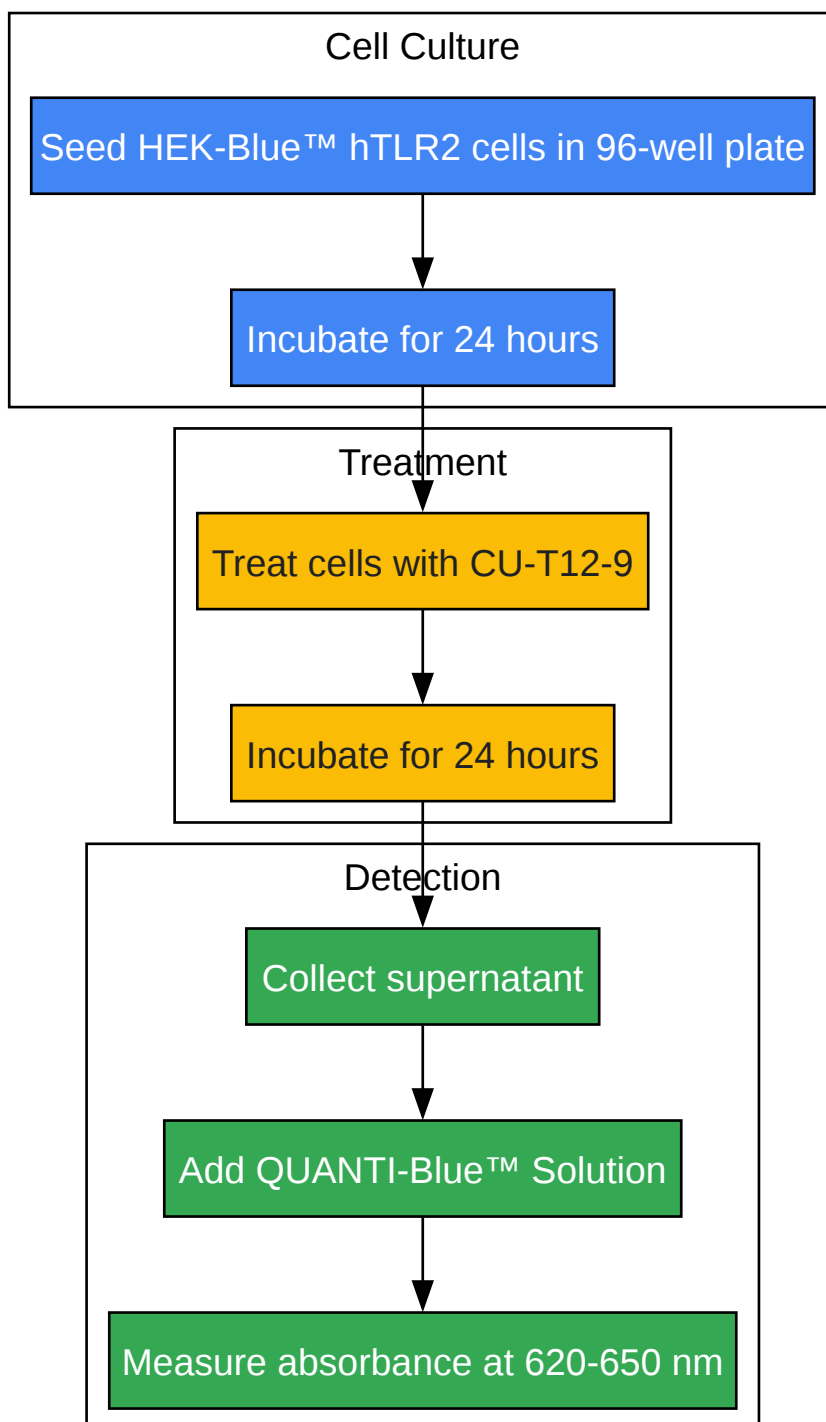 Cell Culture
Seed HEK-Blue™ hTLR2 cells in 96-well plate
Incubate for 24 hours
Treatment
Treat cells with CU-T12-9
Incubate for 24 hours
Detection
Collect supernatant
Add QUANTI-Blue™ Solution
Measure absorbance at 620-650 nm